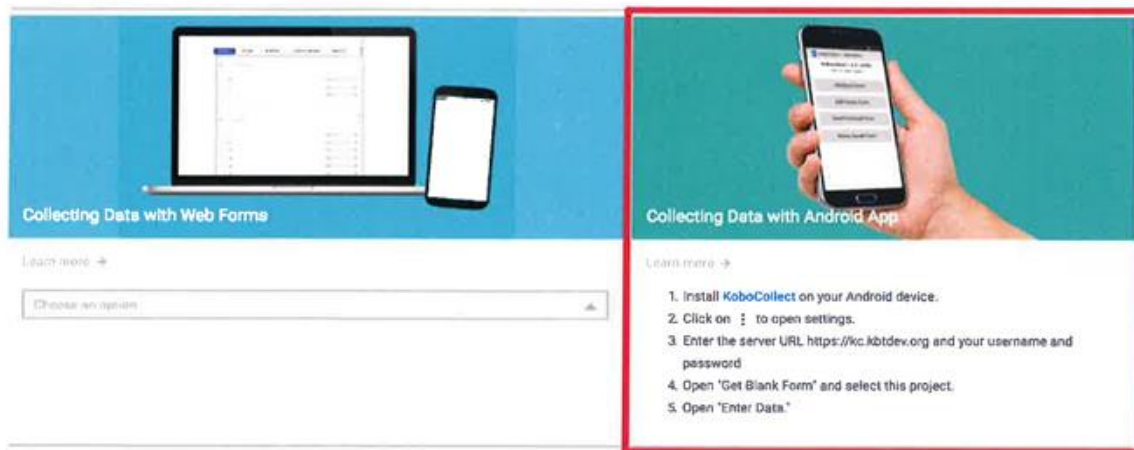 Collecting Data with Web Forms
Learn more →
Choose an option
Collecting Data with Android App
Learn more →
1. Install KoboCollect on your Android device.
2. Click on ⋮ to open settings.
3. Enter the server URL https://kc.kbtdev.org and your username and
password
4. Open "Get Blank Form" and select this project.
5. Open "Enter Data."